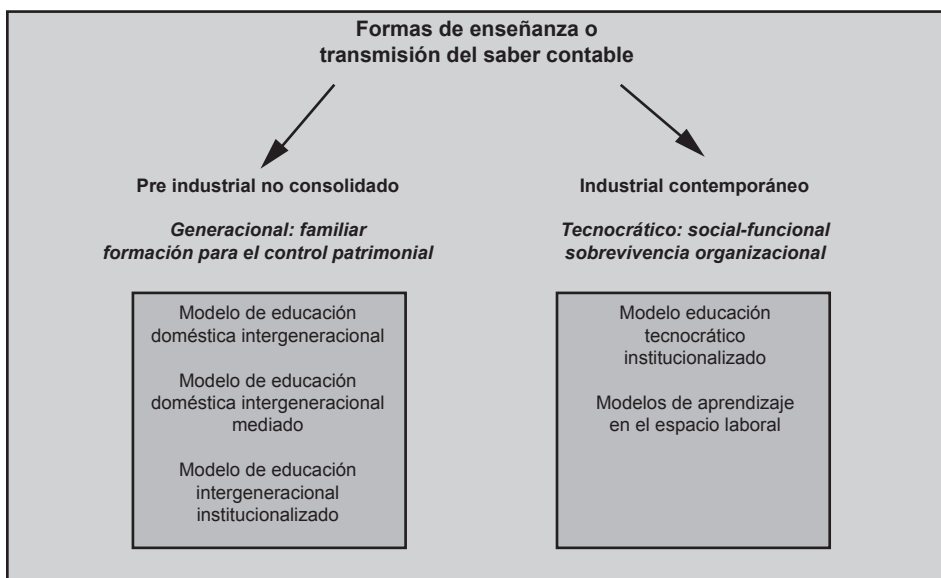 Formas de enseñanza o
transmisión del saber contable
Pre industrial no consolidado
Generacional: familiar
formación para el control patrimonial
Modelo de educación
doméstica intergeneracional
Modelo de educación
doméstica intergeneracional
mediado
Modelo de educación
intergeneracional
institucionalizado
Industrial contemporáneo
Tecnocrático: social-funcional
sobrevivencia organizacional
Modelo educación
tecnocrático
institucionalizado
Modelos de aprendizaje
en el espacio laboral